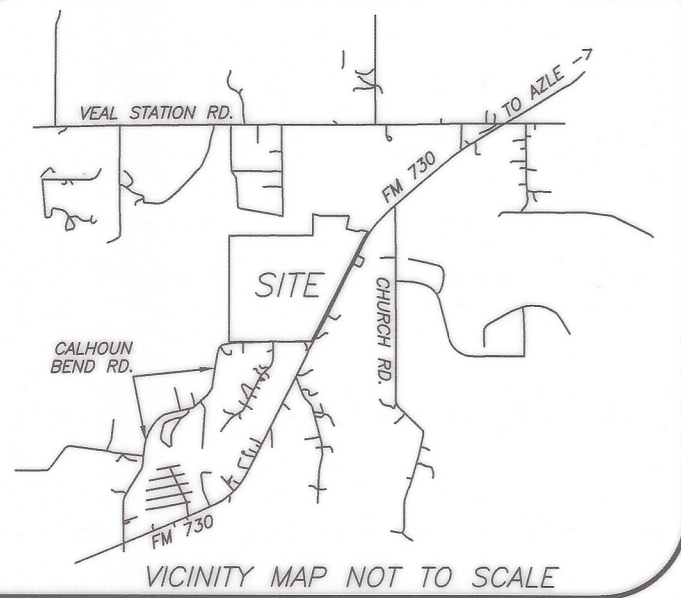 VEAL STATION RD.
TO AZLE ->
FM 730
SITE
CHURCH RD.
CALHOUN
BEND RD.
FM 730
VICINITY MAP NOT TO SCALE